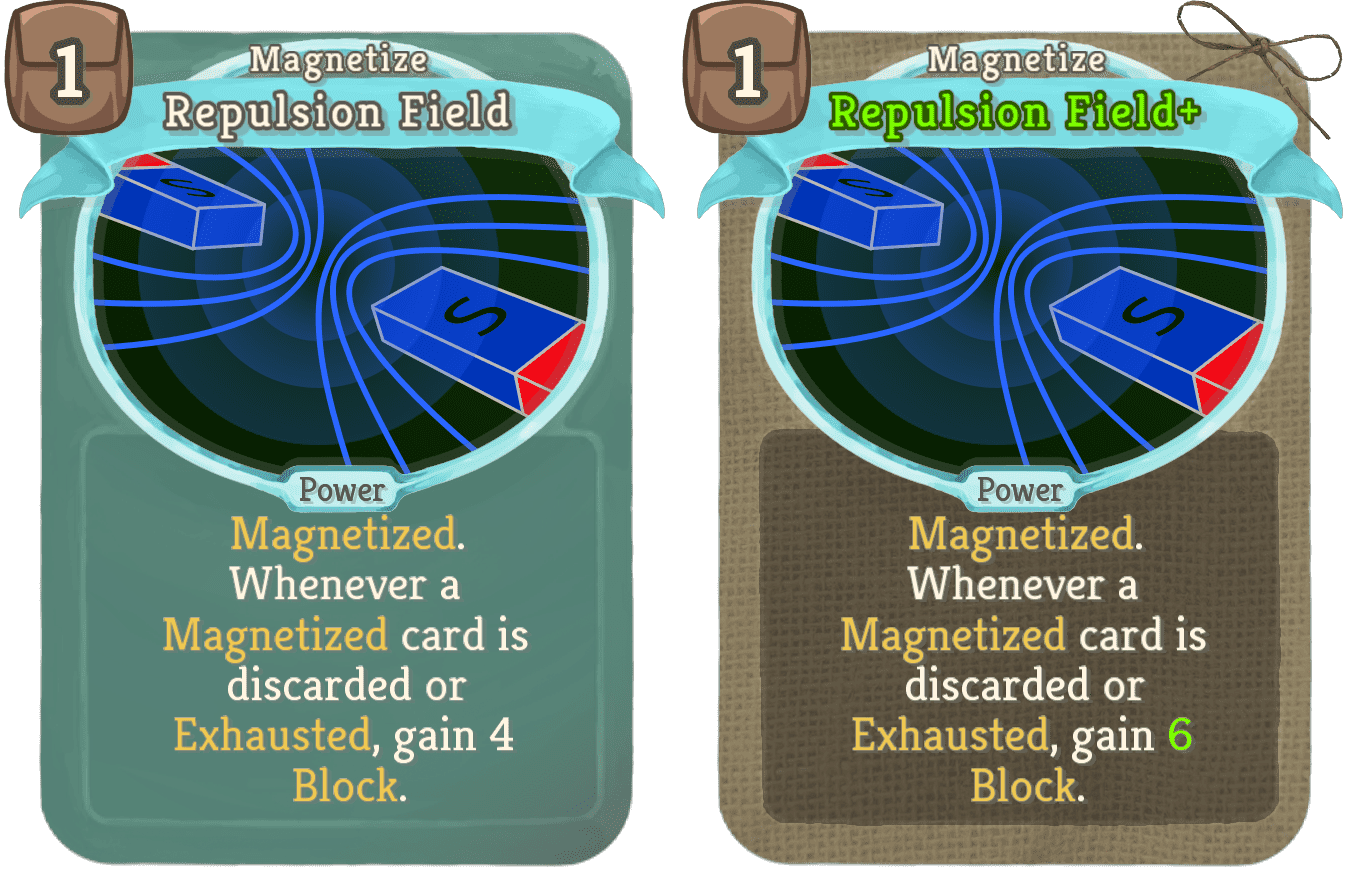 1
Magnetize
Repulsion Field
S
S
Power
Magnetized.
Whenever a
Magnetized card is
discarded or
Exhausted, gain 4
Block.
1
Magnetize
Repulsion Field+
S
S
Power
Magnetized.
Whenever a
Magnetized card is
discarded or
Exhausted, gain 6
Block.